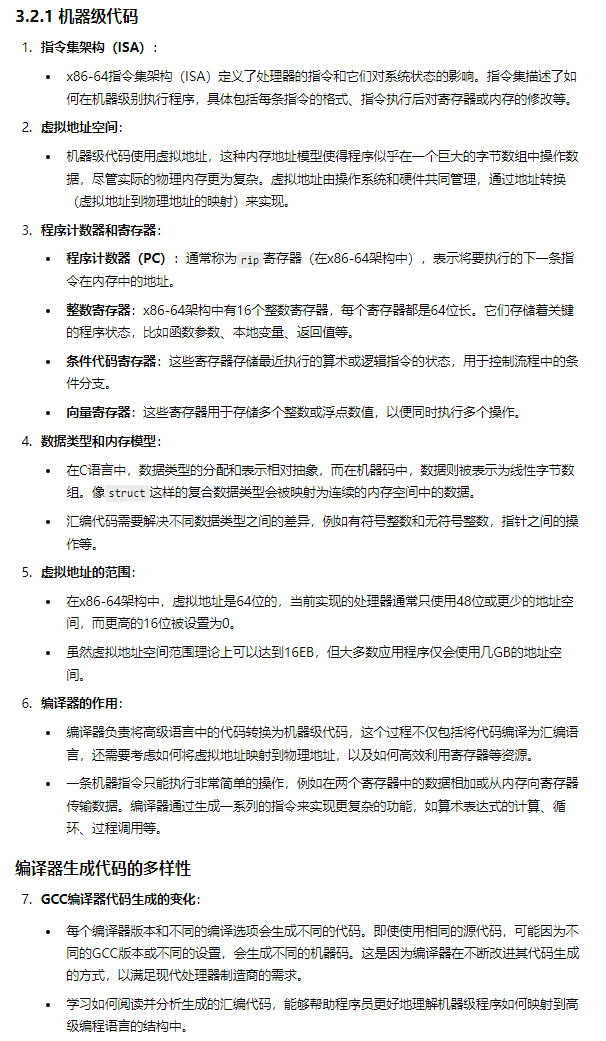 3.2.1 机器级代码
1. 指令集架构（ISA）:
• x86-64指令集架构（ISA）定义了处理器的指令和它们对系统状态的影响。指令集描述了如
何在机器级别执行程序，具体包括每条指令的格式、指令执行后对寄存器或内存的修改等。
2. 虚拟地址空间:
• 机器级代码使用虚拟地址，这种内存地址模型使得程序似乎在一个巨大的字节数组中操作数
据，尽管实际的物理内存更为复杂。虚拟地址由操作系统和硬件共同管理，通过地址转换
（虚拟地址到物理地址的映射）来实现。
3. 程序计数器和寄存器:
• 程序计数器（PC）: 通常称为 rip 寄存器（在x86-64架构中），表示将要执行的下一条指
令在内存中的地址。
• 整数寄存器: x86-64架构中有16个整数寄存器，每个寄存器都是64位长。它们存储着关键
的程序状态，比如函数参数、本地变量、返回值等。
• 条件代码寄存器: 这些寄存器存储最近执行的算术或逻辑指令的状态，用于控制流程中的条
件分支。
• 向量寄存器: 这些寄存器用于存储多个整数或浮点数值，以便同时执行多个操作。
4. 数据类型和内存模型:
• 在C语言中，数据类型的分配和表示相对抽象，而在机器码中，数据则被表示为线性字节数
组。像 struct 这样的复合数据类型会被映射为连续的内存空间中的数据。
• 汇编代码需要解决不同数据类型之间的差异，例如有符号整数和无符号整数，指针之间的操
作等。
5. 虚拟地址的范围:
• 在x86-64架构中，虚拟地址是64位的，当前实现的处理器通常只使用48位或更少的地址空
间，而更高的16位被设置为0。
• 虽然虚拟地址空间范围理论上可以达到16EB，但大多数应用程序仅会使用几GB的地址空
间。
6. 编译器的作用:
• 编译器负责将高级语言中的代码转换为机器级代码，这个过程不仅包括将代码编译为汇编语
言，还需要考虑如何将虚拟地址映射到物理地址，以及如何高效利用寄存器等资源。
• 一条机器指令只能执行非常简单的操作，例如在两个寄存器中的数据相加或从内存向寄存器
传输数据。编译器通过生成一系列的指令来实现更复杂的功能，如算术表达式的计算、循
环、过程调用等。
编译器生成代码的多样性
7. GCC编译器代码生成的变化:
• 每个编译器版本和不同的编译选项会生成不同的代码。即使使用相同的源代码，可能因为不
同的GCC版本或不同的设置，会生成不同的机器码。这是因为编译器在不断改进其代码生成
的方式，以满足现代处理器制造商的需求。
• 学习如何阅读并分析生成的汇编代码，能够帮助程序员更好地理解机器级程序如何映射到高
级编程语言的结构中。